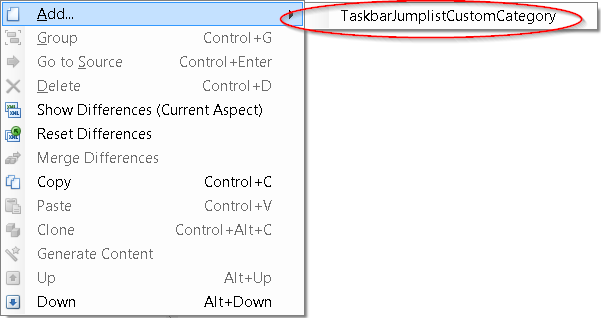 Add... TaskbarJumplistCustomCategory
Group Control+G
Go to Source Control+Enter
Delete Control+D
Show Differences (Current Aspect)
Reset Differences
Merge Differences
Copy Control+C
Paste Control+V
Clone Control+Alt+C
Generate Content
Up Alt+Up
Down Alt+Down